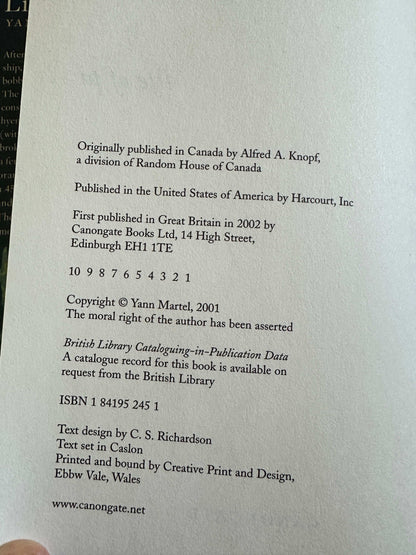 Li
YAN
Originally published in Canada by Alfred A. Knopf,
a division of Random House of Canada
Published in the United States of America by Harcourt, Inc
First published in Great Britain in 2002 by
Canongate Books Ltd, 14 High Street,
Edinburgh EH1 1TE
10 9 8 7 6 5 4 3 2 1
Copyright © Yann Martel, 2001
The moral right of the author has been asserted
British Library Cataloguing-in-Publication Data
A catalogue record for this book is available on
request from the British Library
ISBN 1 84195 245 1
Text design by C. S. Richardson
Text set in Caslon
Printed and bound by Creative Print and Design,
Ebbw Vale, Wales
www.canongate.net